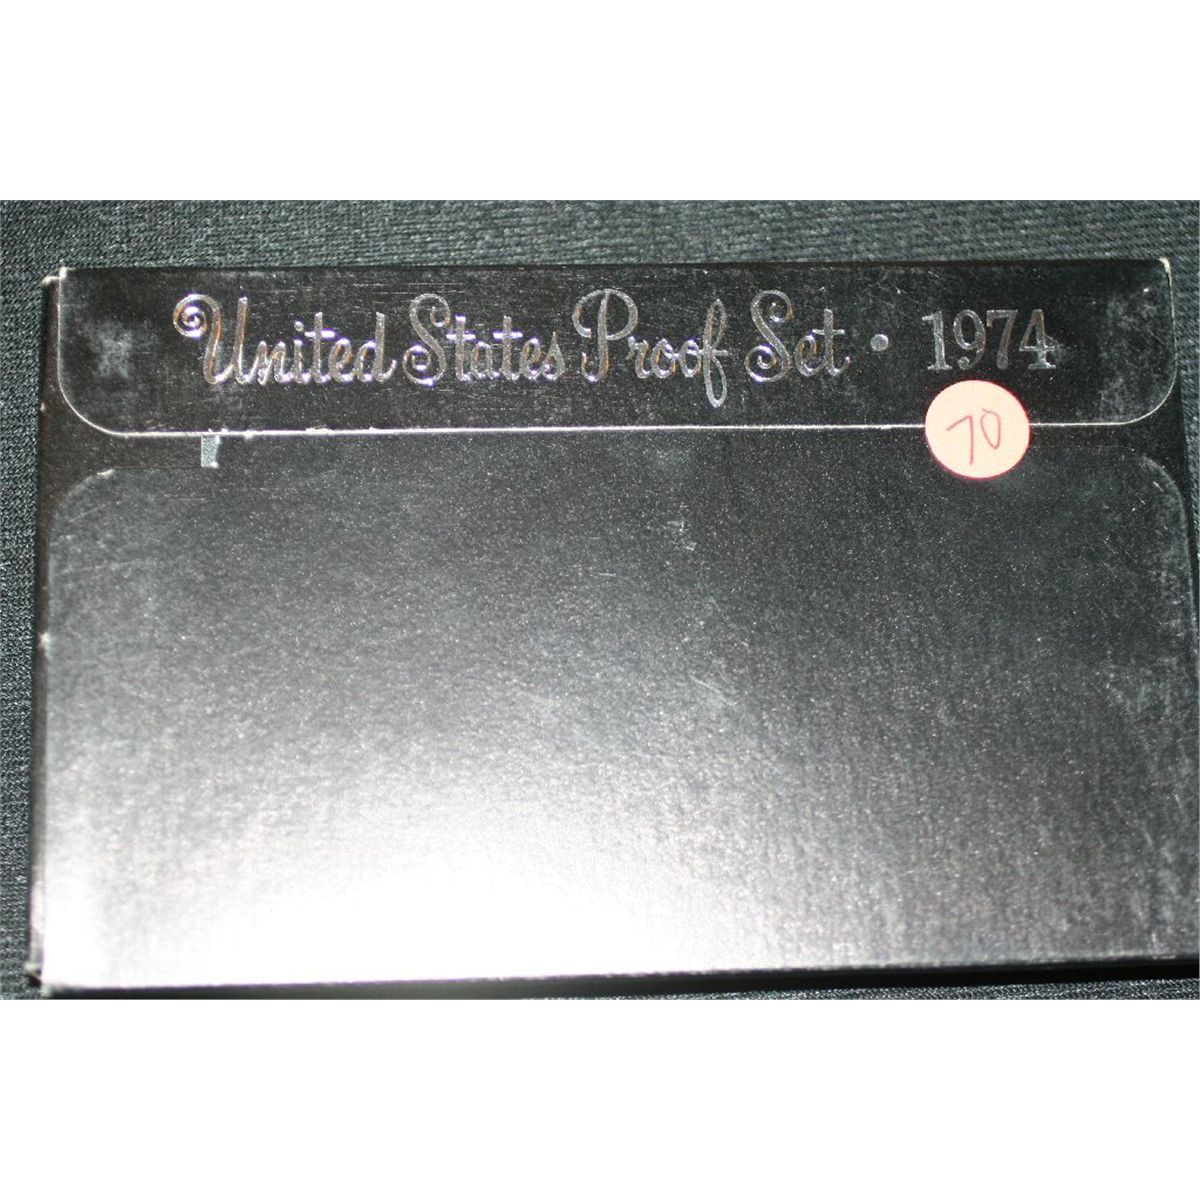 United States Proof Set • 1974
70